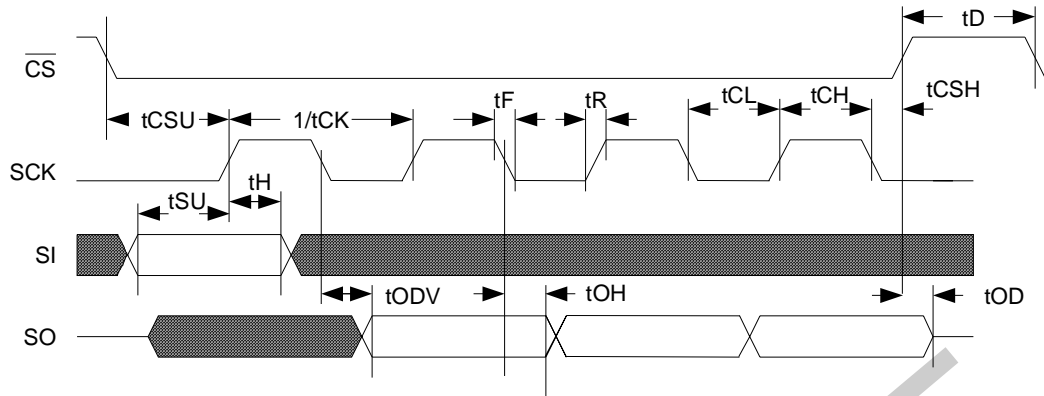 tD
CS
tCSU
1/tCK
tF
tR
tCL
tCH
tCSH
SCK
tSU
tH
SI
tODV
tOH
tOD
SO